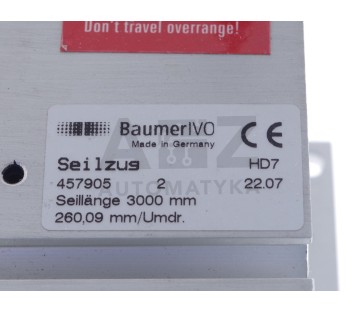 Don't travel overrange!
BaumerIVO
Made in Germany
CE
Seilzug HD7
457905 2 22.07
AUTOMATYKA
Seillänge 3000 mm
260,09 mm/Umdr.